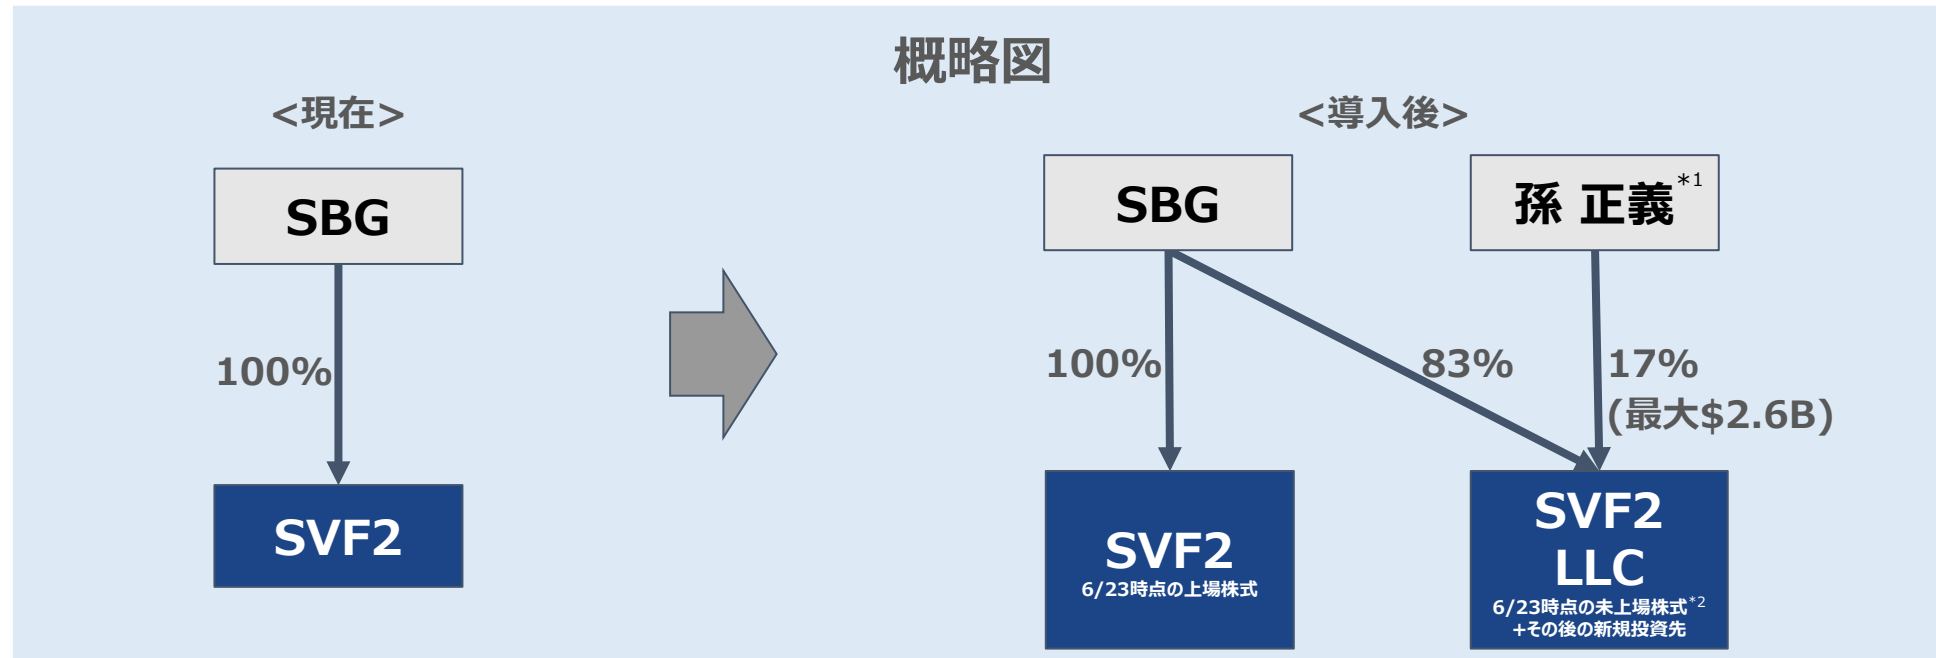 概略図
<現在>
SBG
100%
SVF2
<導入後>
SBG
孫 正義*1
100%
83%
17%
(最大$2.6B)
SVF2
6/23時点の上場株式
SVF2
LLC
6/23時点の未上場株式*2
+その後の新規投資先